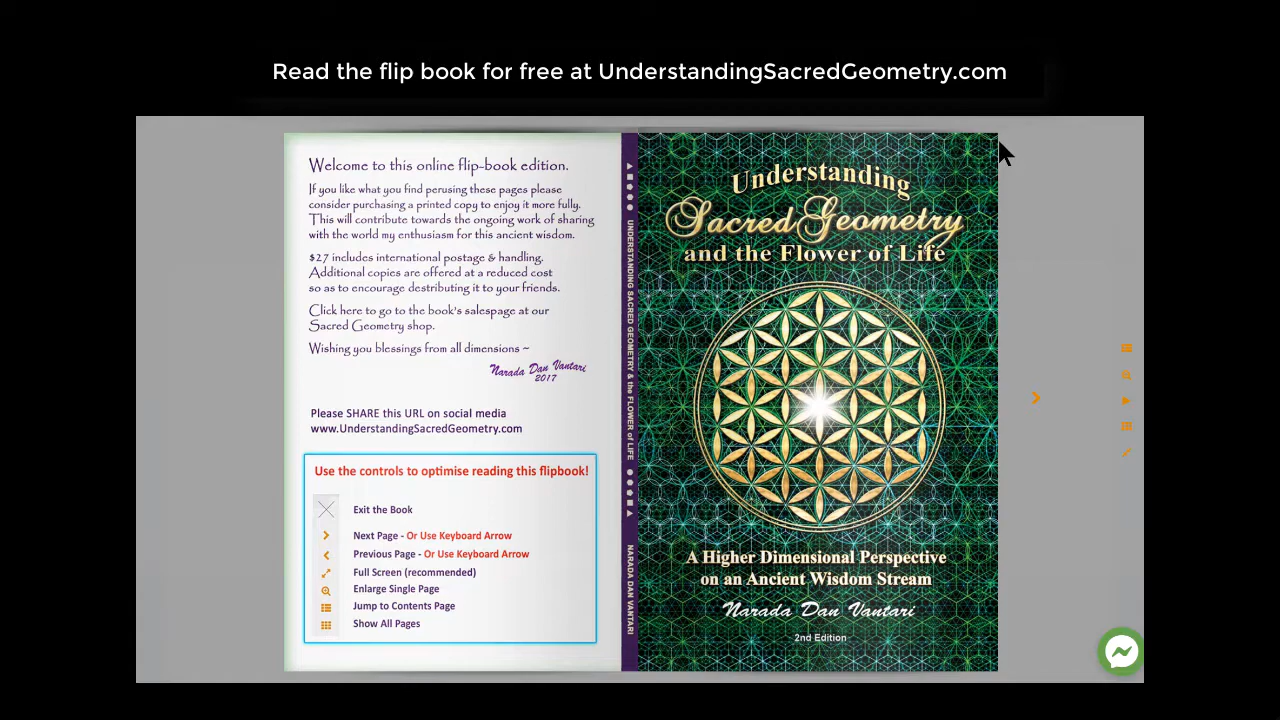 Read the flip book for free at UnderstandingSacredGeometry.com
Welcome to this online flip-book edition.
If you like what you find perusing these pages please
consider purchasing a printed copy to enjoy it more fully.
This will contribute towards the ongoing work of sharing
with the world my enthusiasm for this ancient wisdom.
$27 includes international postage & handling.
Additional copies are offered at a reduced cost
so as to encourage destributing it to your friends.
Click here to go to the book's salespage at our
Sacred Geometry shop.
Wishing you blessings from all dimensions ~
Narada Dan Vantari
2017
Please SHARE this URL on social media
www.UnderstandingSacredGeometry.com
Use the controls to optimise reading this flipbook!
Exit the Book
Next Page - Or Use Keyboard Arrow
Previous Page - Or Use Keyboard Arrow
Full Screen (recommended)
Enlarge Single Page
Jump to Contents Page
Show All Pages
UNDERSTANDING SACRED GEOMETRY & the FLOWER of LIFE
NARADA DAN VANTARI
Understanding
Sacred Geometry
and the Flower of Life
A Higher Dimensional Perspective
on an Ancient Wisdom Stream
Narada Dan Vantari
2nd Edition